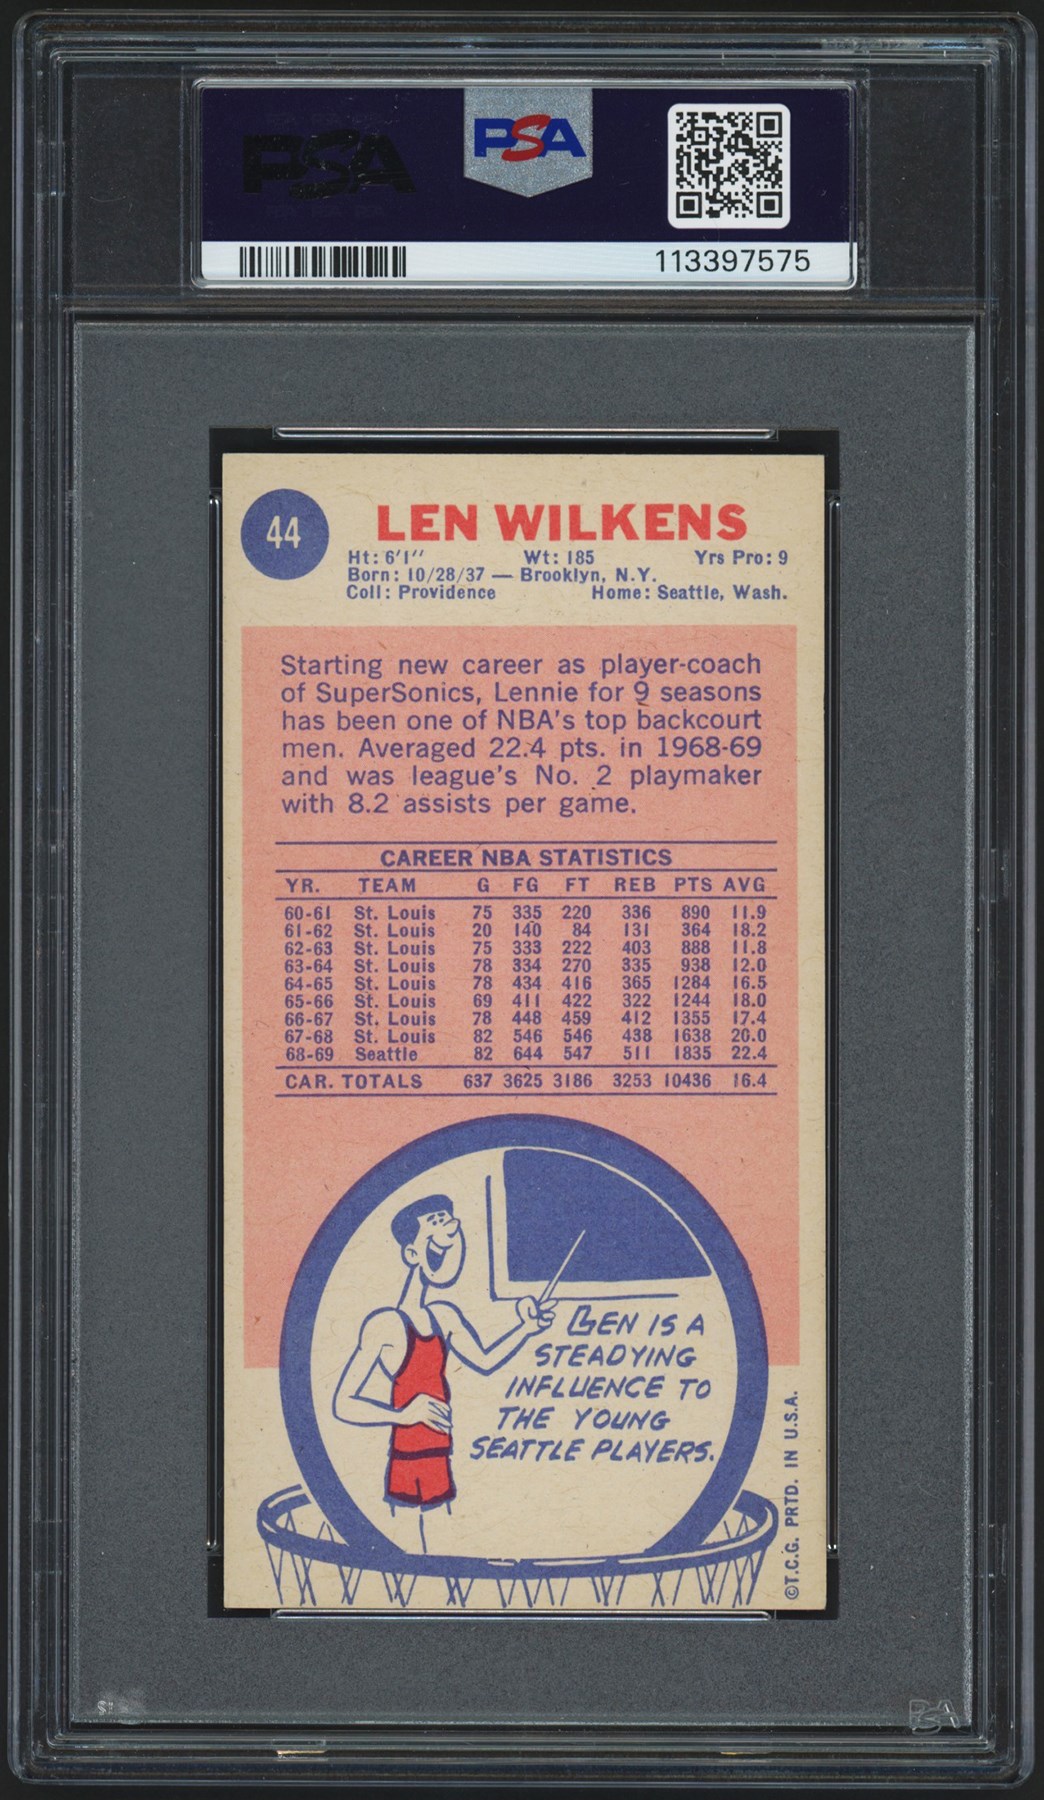 PSA
PSA
113397575
44
LEN WILKENS
Ht: 6'1" Wt: 185 Yrs Pro: 9
Born: 10/28/37 — Brooklyn, N.Y.
Coll: Providence Home: Seattle, Wash.
Starting new career as player-coach
of SuperSonics, Lennie for 9 seasons
has been one of NBA's top backcourt
men. Averaged 22.4 pts. in 1968-69
and was league's No. 2 playmaker
with 8.2 assists per game.
CAREER NBA STATISTICS
YR. TEAM G FG FT REB PTS AVG
60-61 St. Louis 75 335 220 336 890 11.9
61-62 St. Louis 20 140 84 131 364 18.2
62-63 St. Louis 75 333 222 403 888 11.8
63-64 St. Louis 78 334 270 335 938 12.0
64-65 St. Louis 78 434 416 365 1284 16.5
65-66 St. Louis 69 411 422 322 1244 18.0
66-67 St. Louis 78 448 459 412 1355 17.4
67-68 St. Louis 82 546 546 438 1638 20.0
68-69 Seattle 82 644 547 511 1835 22.4
CAR. TOTALS 637 3625 3186 3253 10436 16.4
LEN IS A
STEADYING
INFLUENCE TO
THE YOUNG
SEATTLE PLAYERS.
©T.C.G. PRTD. IN U.S.A.
PSA